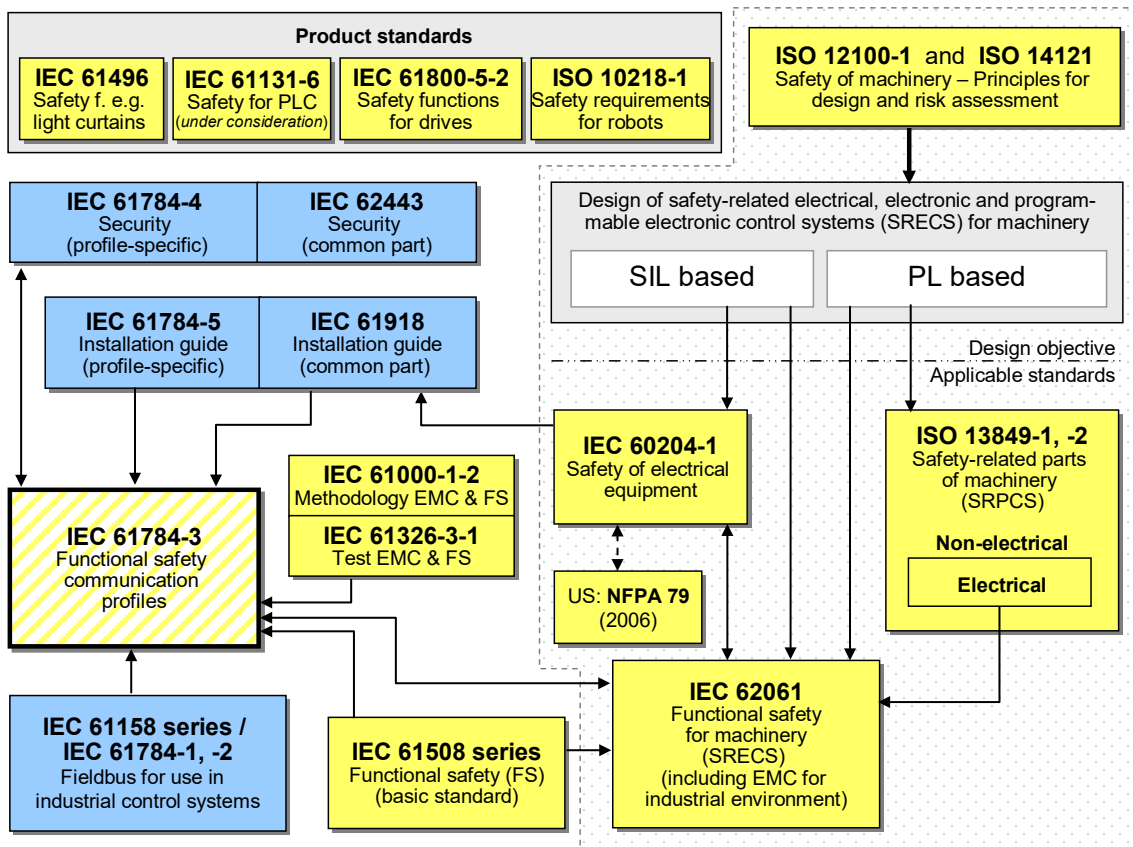 Product standards
IEC 61496
Safety f. e.g.
light curtains
IEC 61131-6
Safety for PLC
(under consideration)
IEC 61800-5-2
Safety functions
for drives
ISO 10218-1
Safety requirements
for robots
ISO 12100-1 and ISO 14121
Safety of machinery – Principles for
design and risk assessment
IEC 61784-4
Security
(profile-specific)
IEC 62443
Security
(common part)
Design of safety-related electrical, electronic and program-
mable electronic control systems (SRECS) for machinery
SIL based
PL based
IEC 61784-5
Installation guide
(profile-specific)
IEC 61918
Installation guide
(common part)
Design objective
Applicable standards
IEC 60204-1
Safety of electrical
equipment
ISO 13849-1, -2
Safety-related parts
of machinery
(SRPCS)
Non-electrical
Electrical
IEC 61000-1-2
Methodology EMC & FS
IEC 61326-3-1
Test EMC & FS
IEC 61784-3
Functional safety
communication
profiles
US: NFPA 79
(2006)
IEC 61158 series /
IEC 61784-1, -2
Fieldbus for use in
industrial control systems
IEC 61508 series
Functional safety (FS)
(basic standard)
IEC 62061
Functional safety
for machinery
(SRECS)
(including EMC for
industrial environment)